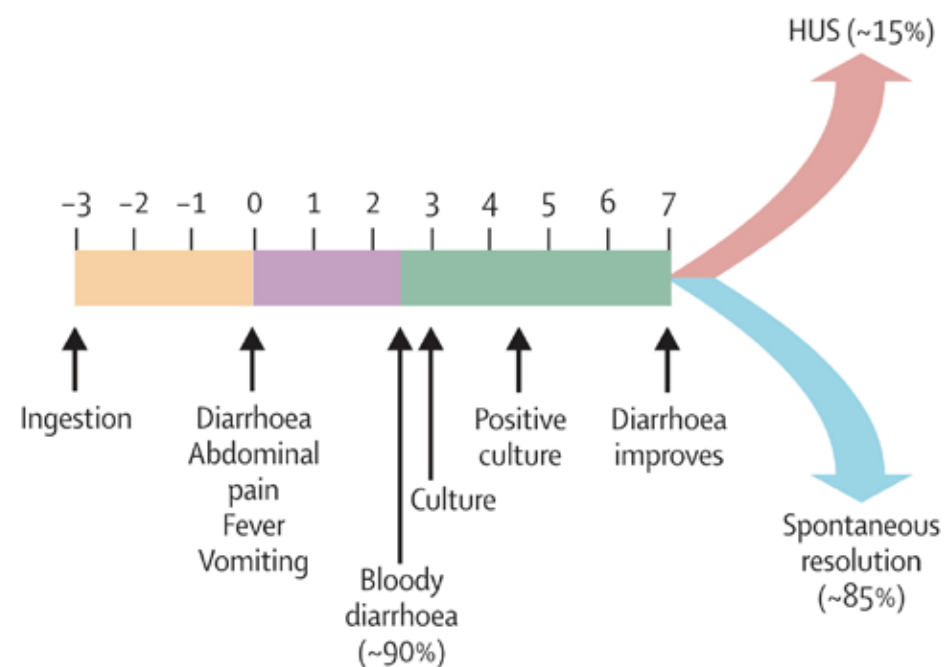 HUS (~15%)
–3 –2 –1 0 1 2 3 4 5 6 7
Ingestion
Diarrhoea
Abdominal
pain
Fever
Vomiting
Bloody
diarrhoea
(~90%)
Culture
Positive
culture
Diarrhoea
improves
Spontaneous
resolution
(~85%)